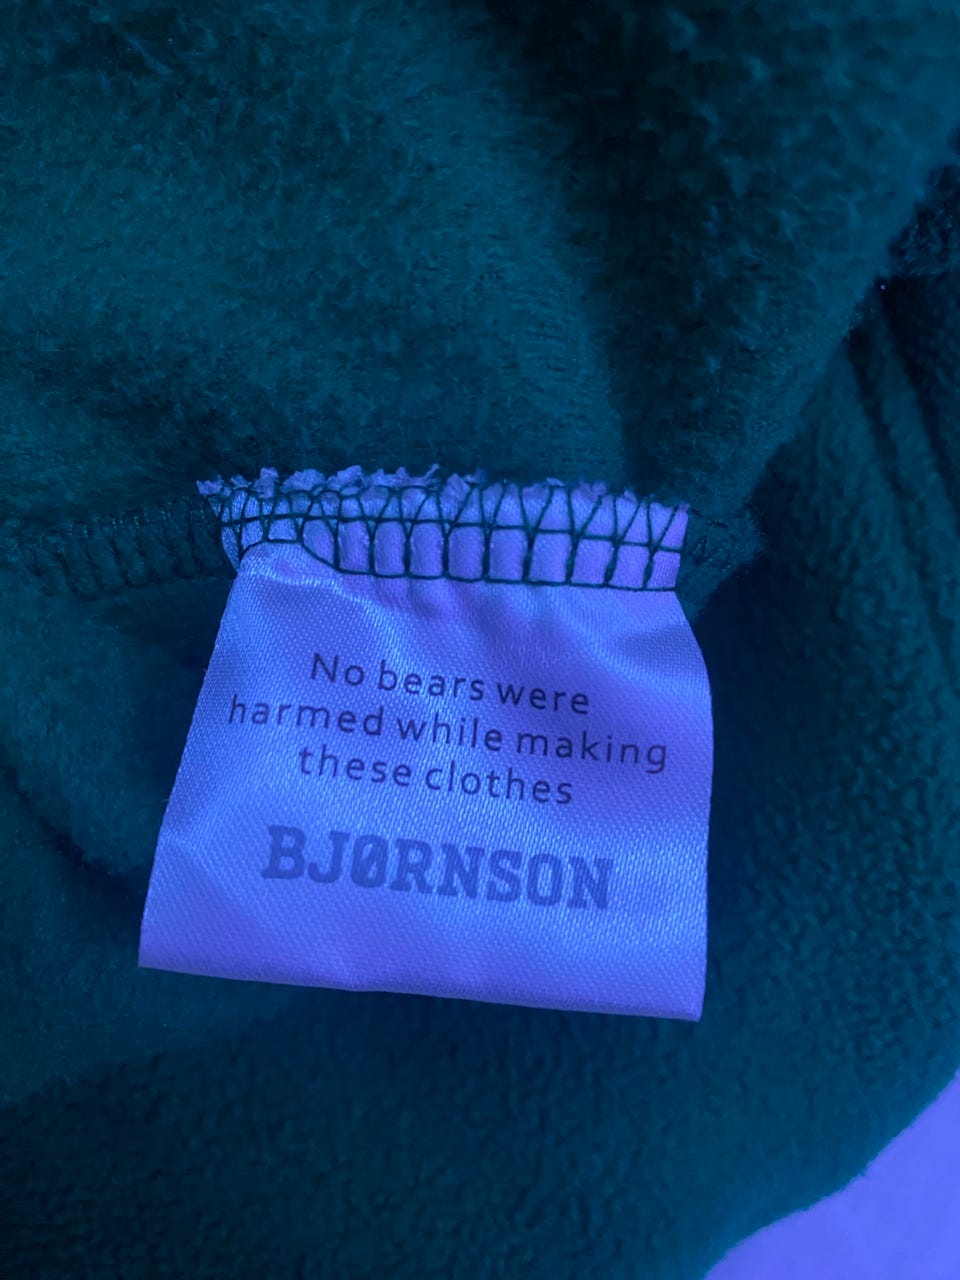 No bears were
harmed while making
these clothes
BJØRNSON